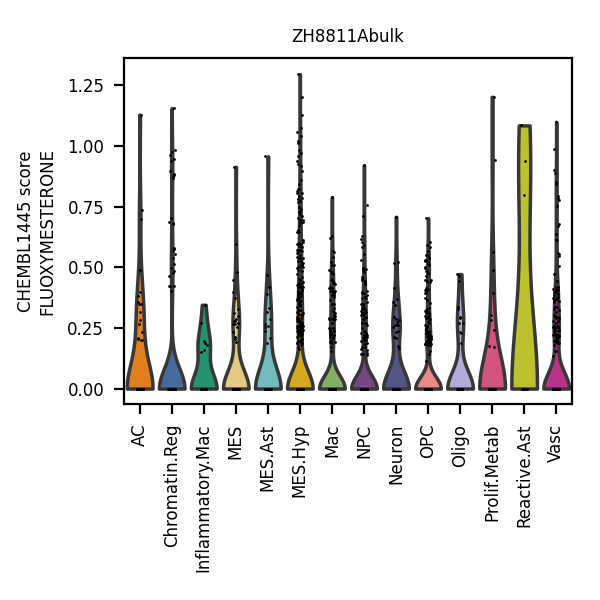 ZH8811Abulk
CHEMBL1445 score
FLUOXYMESTERONE
1.25
1.00
0.75
0.50
0.25
0.00
AC
Chromatin.Reg
Inflammatory.Mac
MES
MES.Ast
MES.Hyp
Mac
NPC
Neuron
OPC
Oligo
Prolif.Metab
Reactive.Ast
Vasc